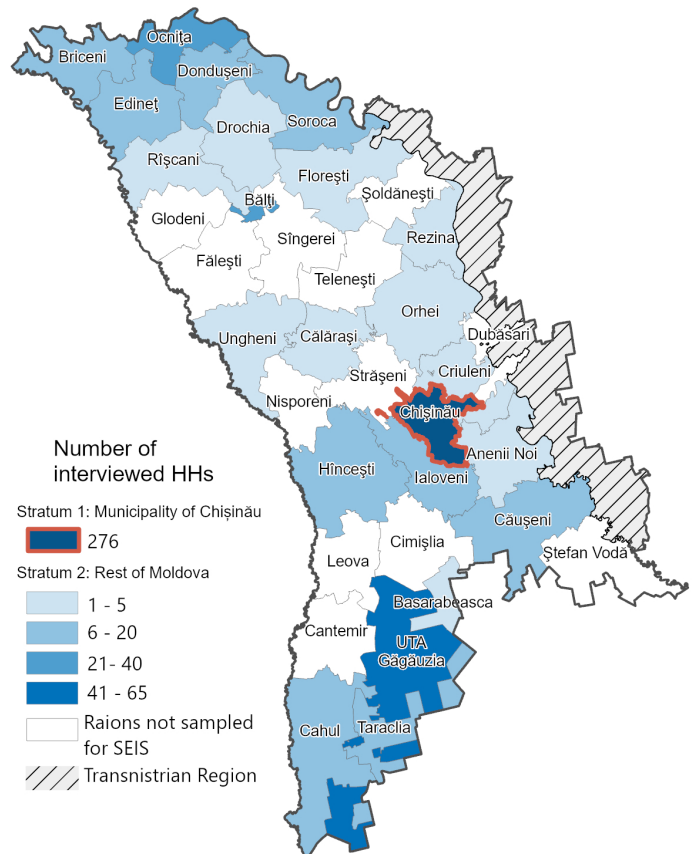 Ocniţa
Briceni
Donduşeni
Edineţ
Drochia
Soroca
Rîşcani
Floreşti
Şoldăneşti
Bălţi
Glodeni
Sîngerei
Rezina
Făleşti
Teleneşti
Orhei
Dubăsari
Ungheni
Călăraşi
Criuleni
Străşeni
Nisporeni
Chişinău
Anenii Noi
Hînceşti
Ialoveni
Căuşeni
Cimişlia
Ştefan Vodă
Leova
Basarabeasca
Cantemir
UTA
Găgăuzia
Cahul
Taraclia
Number of
interviewed HHs
Stratum 1: Municipality of Chișinău
276
Stratum 2: Rest of Moldova
1 - 5
6 - 20
21- 40
41 - 65
Raions not sampled
for SEIS
Transnistrian Region